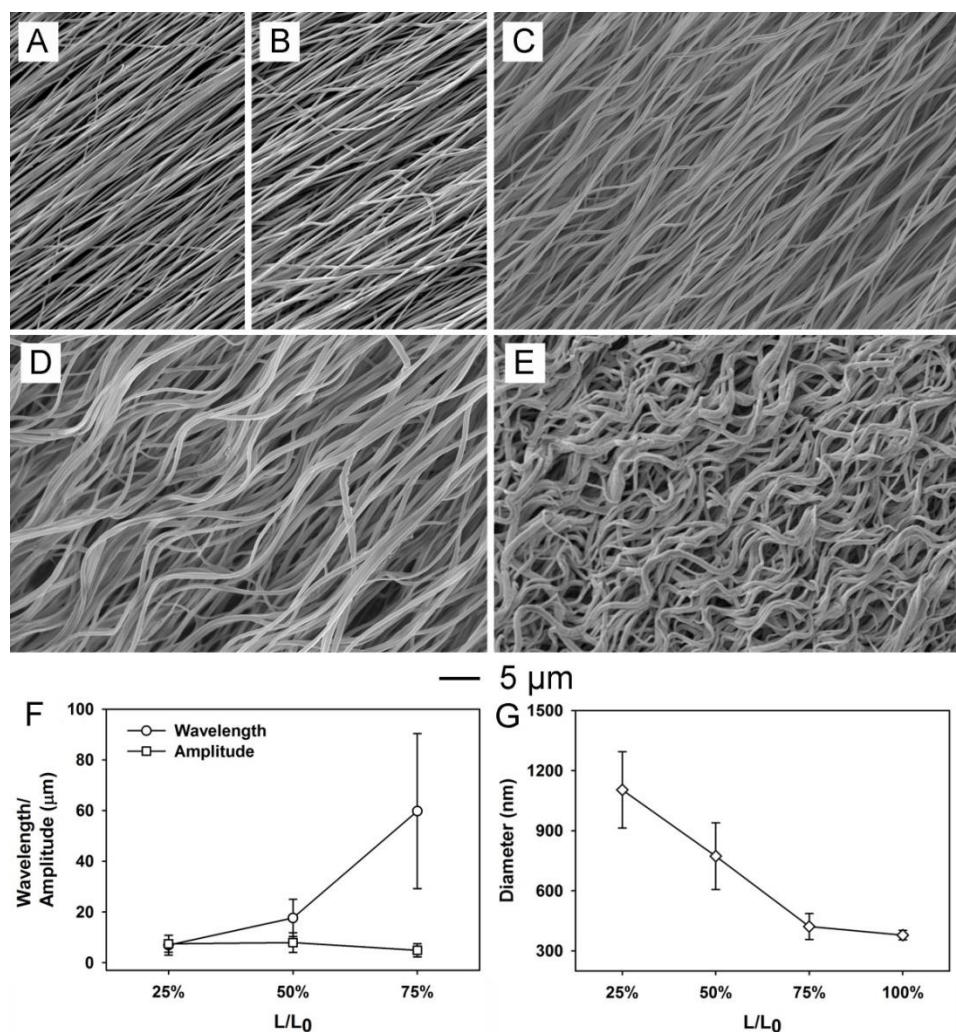 A
B
C
D
E
5 μm
F
100
80
60
40
20
0
Wavelength/
Amplitude (μm)
Wavelength
Amplitude
25%
50%
75%
L/L0
G
1500
1200
900
600
300
Diameter (nm)
25%
50%
75%
100%
L/L0